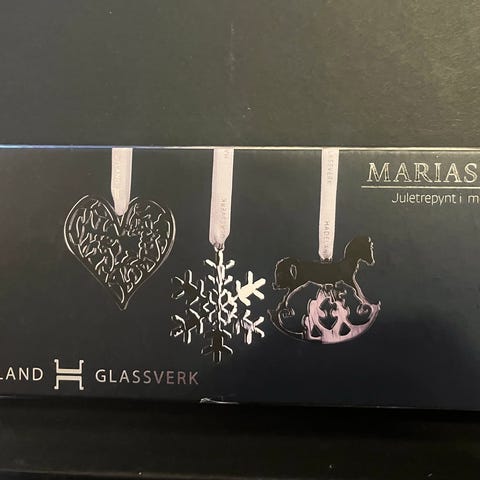 MARIAS
Juletrepynt i m
LAND GLASSVERK